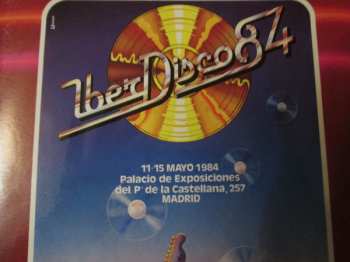 IberDisco84
11-15 MAYO 1984
Palacio de Exposiciones
del Pº de la Castellana, 257
MADRID